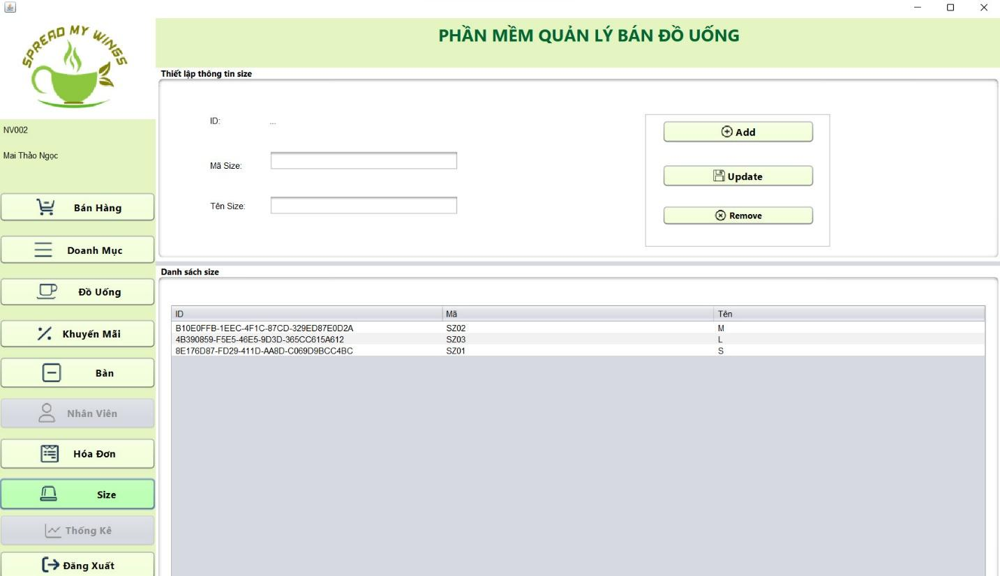 SPREAD MY WINGS
PHẦN MỀM QUẢN LÝ BÁN ĐỒ UỐNG
NV002
Mai Thảo Ngọc
Bán Hàng
Doanh Mục
Đồ Uống
Khuyến Mãi
Bàn
Nhân Viên
Hóa Đơn
Size
Thống Kê
Đăng Xuất
Thiết lập thông tin size
ID: ...
Mã Size:
Tên Size:
Add
Update
Remove
Danh sách size
ID Mã Tên
B10E0FFB-1EEC-4F1C-87CD-329ED87E0D2A SZ02 M
4B390859-F5E5-46E5-9D3D-365CC615A612 SZ03 L
8E176D87-FD29-411D-AA8D-C069D9BCC4BC SZ01 S